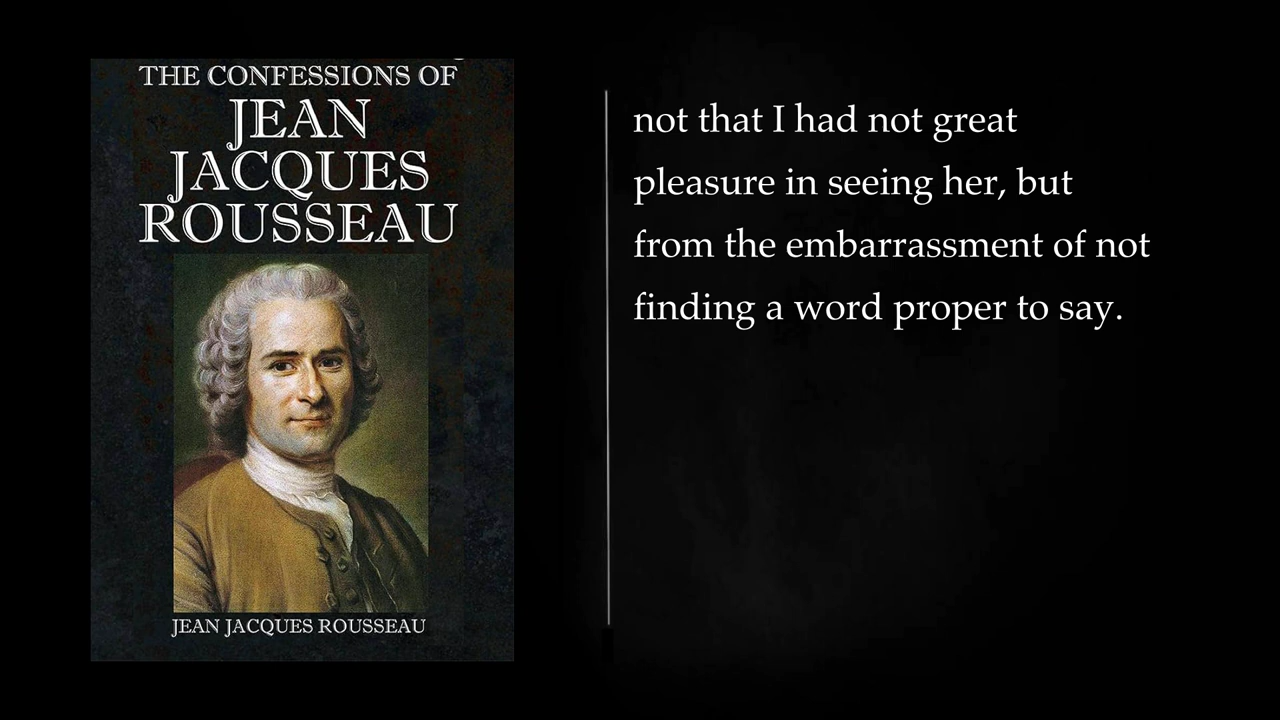 THE CONFESSIONS OF
JEAN
JACQUES
ROUSSEAU
JEAN JACQUES ROUSSEAU
not that I had not great
pleasure in seeing her, but
from the embarrassment of not
finding a word proper to say.